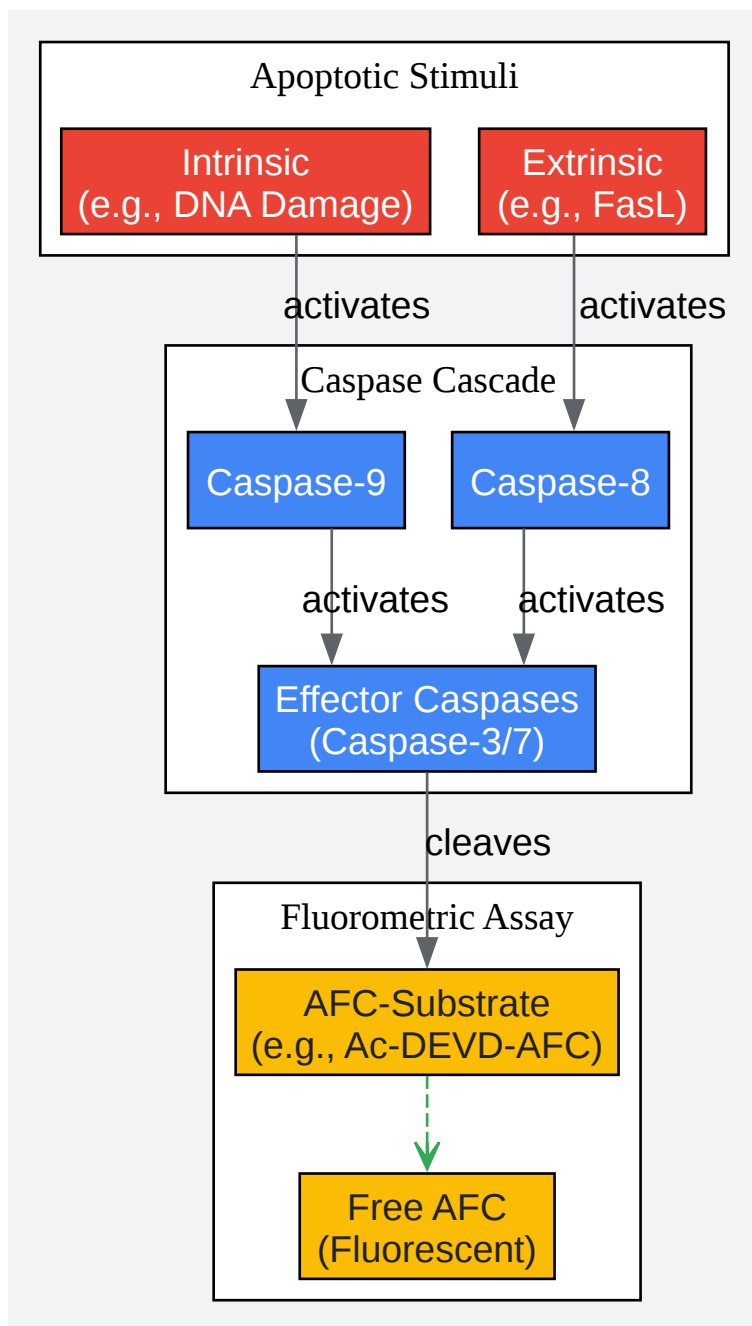 Apoptotic Stimuli
Intrinsic
(e.g., DNA Damage)
Extrinsic
(e.g., FasL)
activates
activates
Caspase Cascade
Caspase-9
Caspase-8
activates
activates
Effector Caspases
(Caspase-3/7)
cleaves
Fluorometric Assay
AFC-Substrate
(e.g., Ac-DEVD-AFC)
Free AFC
(Fluorescent)